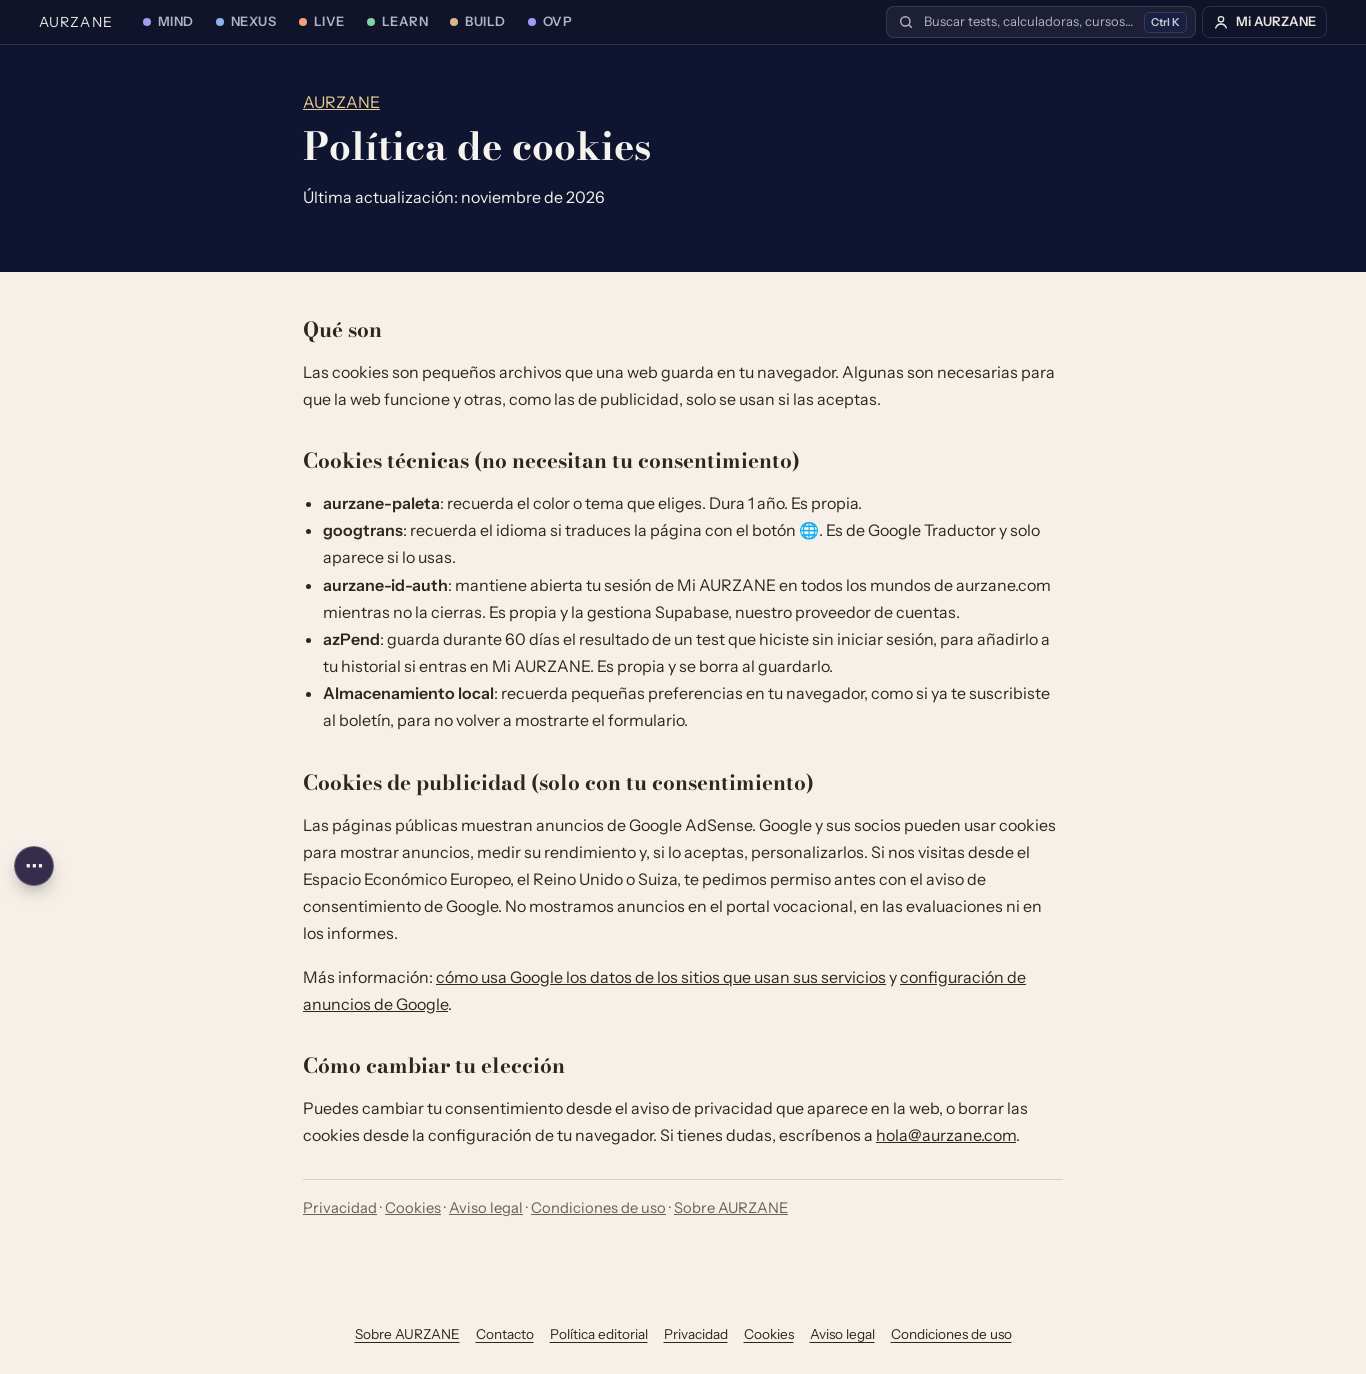 AURZANE MIND NEXUS LIVE LEARN BUILD OVP Buscar tests, calculadoras, cursos... Ctrl K Mi AURZANE
AURZANE
Política de cookies
Última actualización: noviembre de 2026
Qué son
Las cookies son pequeños archivos que una web guarda en tu navegador. Algunas son necesarias para
que la web funcione y otras, como las de publicidad, solo se usan si las aceptas.
Cookies técnicas (no necesitan tu consentimiento)
• aurzane-paleta: recuerda el color o tema que eliges. Dura 1 año. Es propia.
• googtrans: recuerda el idioma si traduces la página con el botón 🌐. Es de Google Traductor y solo
aparece si lo usas.
• aurzane-id-auth: mantiene abierta tu sesión de Mi AURZANE en todos los mundos de aurzane.com
mientras no la cierras. Es propia y la gestiona Supabase, nuestro proveedor de cuentas.
• azPend: guarda durante 60 días el resultado de un test que hiciste sin iniciar sesión, para añadirlo a
tu historial si entras en Mi AURZANE. Es propia y se borra al guardarlo.
• Almacenamiento local: recuerda pequeñas preferencias en tu navegador, como si ya te suscribiste
al boletín, para no volver a mostrarte el formulario.
Cookies de publicidad (solo con tu consentimiento)
Las páginas públicas muestran anuncios de Google AdSense. Google y sus socios pueden usar cookies
para mostrar anuncios, medir su rendimiento y, si lo aceptas, personalizarlos. Si nos visitas desde el
Espacio Económico Europeo, el Reino Unido o Suiza, te pedimos permiso antes con el aviso de
consentimiento de Google. No mostramos anuncios en el portal vocacional, en las evaluaciones ni en
los informes.
Más información: cómo usa Google los datos de los sitios que usan sus servicios y configuración de
anuncios de Google.
Cómo cambiar tu elección
Puedes cambiar tu consentimiento desde el aviso de privacidad que aparece en la web, o borrar las
cookies desde la configuración de tu navegador. Si tienes dudas, escríbenos a hola@aurzane.com.
Privacidad · Cookies · Aviso legal · Condiciones de uso · Sobre AURZANE
Sobre AURZANE Contacto Política editorial Privacidad Cookies Aviso legal Condiciones de uso